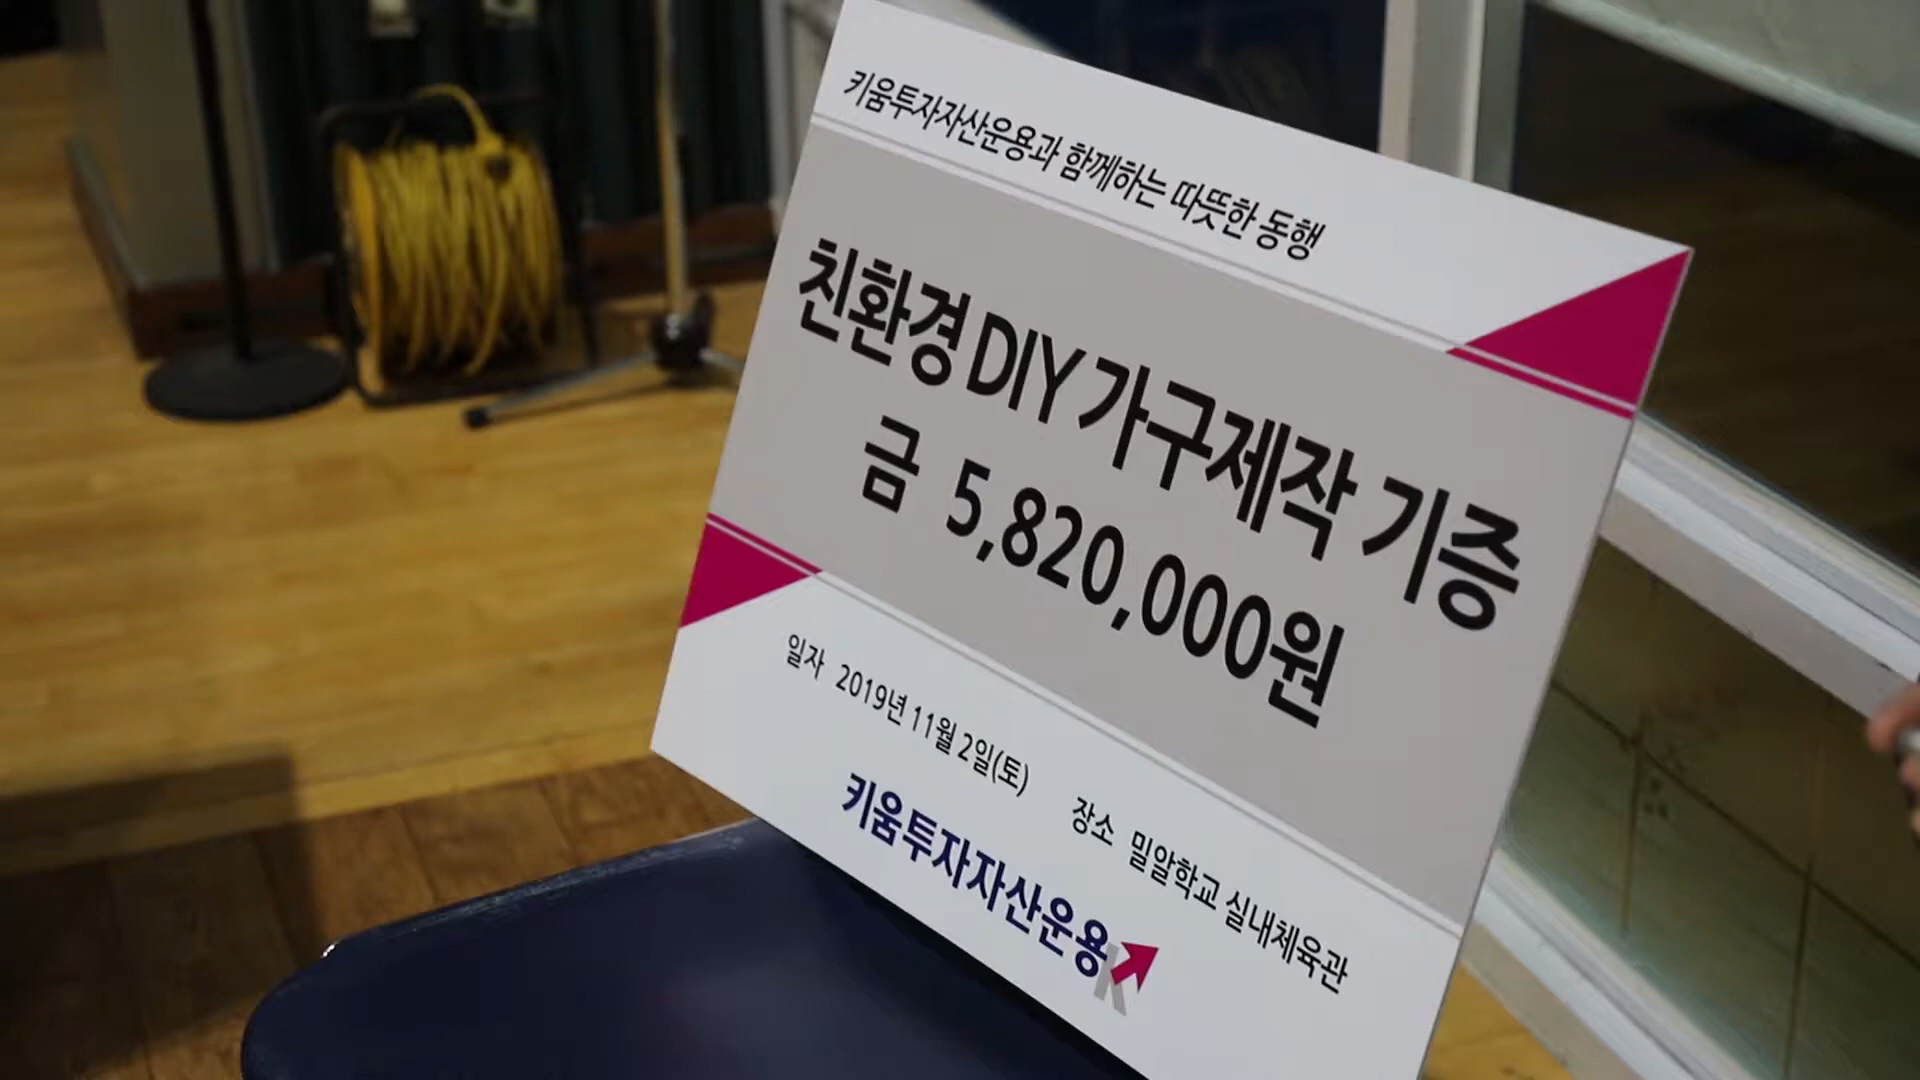 키움투자자산운용과 함께하는 따뜻한 동행
친환경 DIY 가구제작 기증
금 5,820,000원
일자 2019년 11월 2일(토) 장소 밀알학교 실내체육관
키움투자자산운용